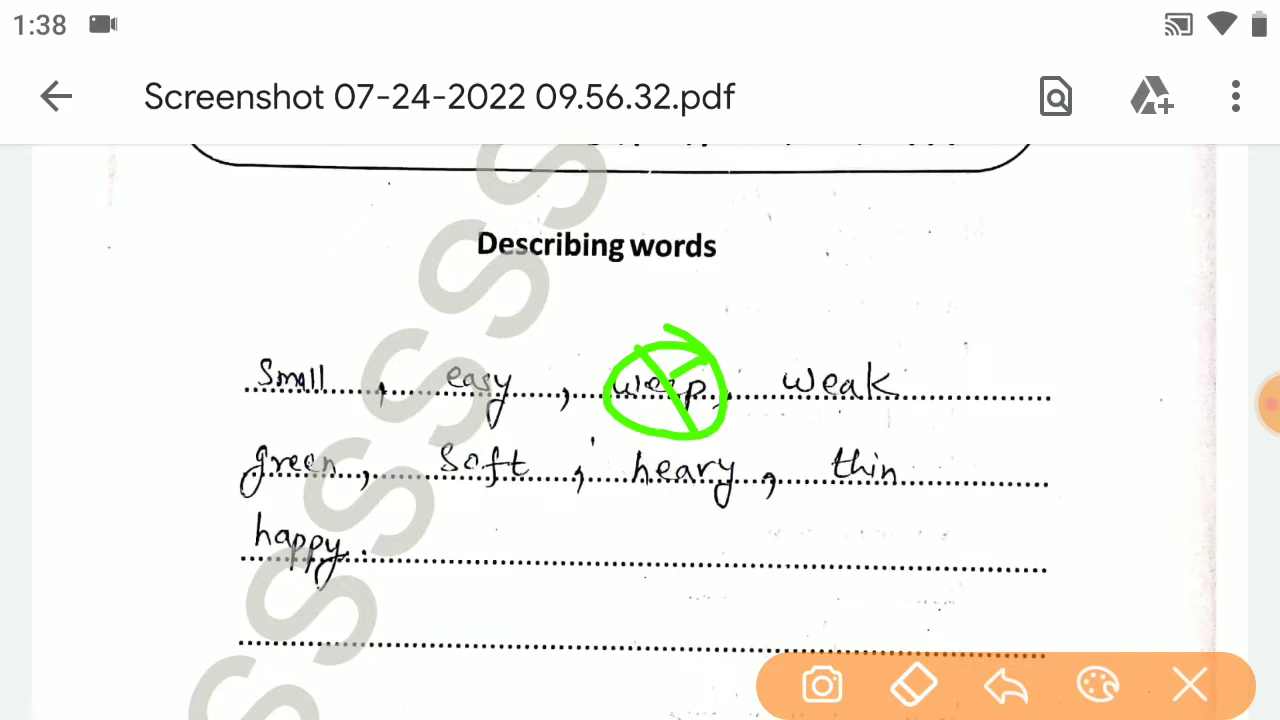 1:38
Screenshot 07-24-2022 09.56.32.pdf
SSSSSS
Describing words
Small, easy, weep, weak
green, Soft, heavy, thin
happy.